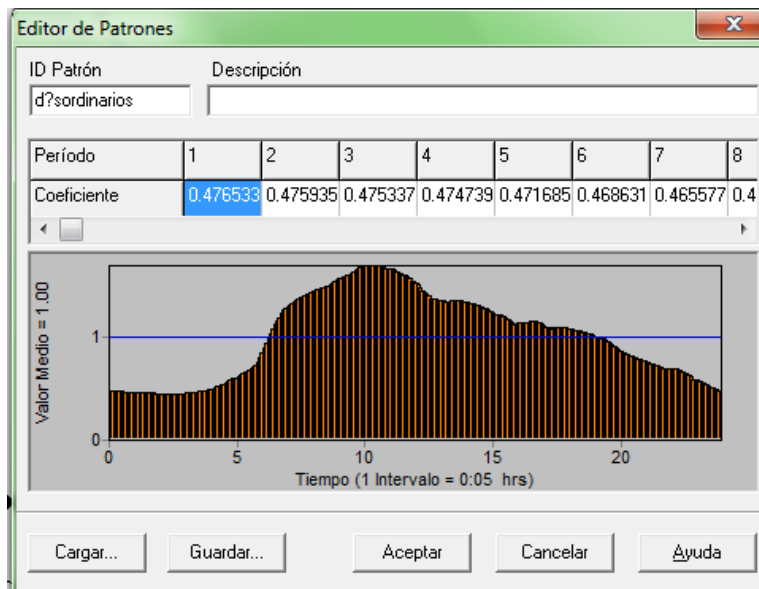 Editor de Patrones
ID Patrón Descripción
d?sordinarios
Período 1 2 3 4 5 6 7 8
Coeficiente 0.476533 0.475935 0.475337 0.474739 0.471685 0.468631 0.465577 0.4
Valor Medio = 1.00
1
0
0 5 10 15 20
Tiempo (1 Intervalo = 0:05 hrs)
Cargar... Guardar... Aceptar Cancelar Ayuda